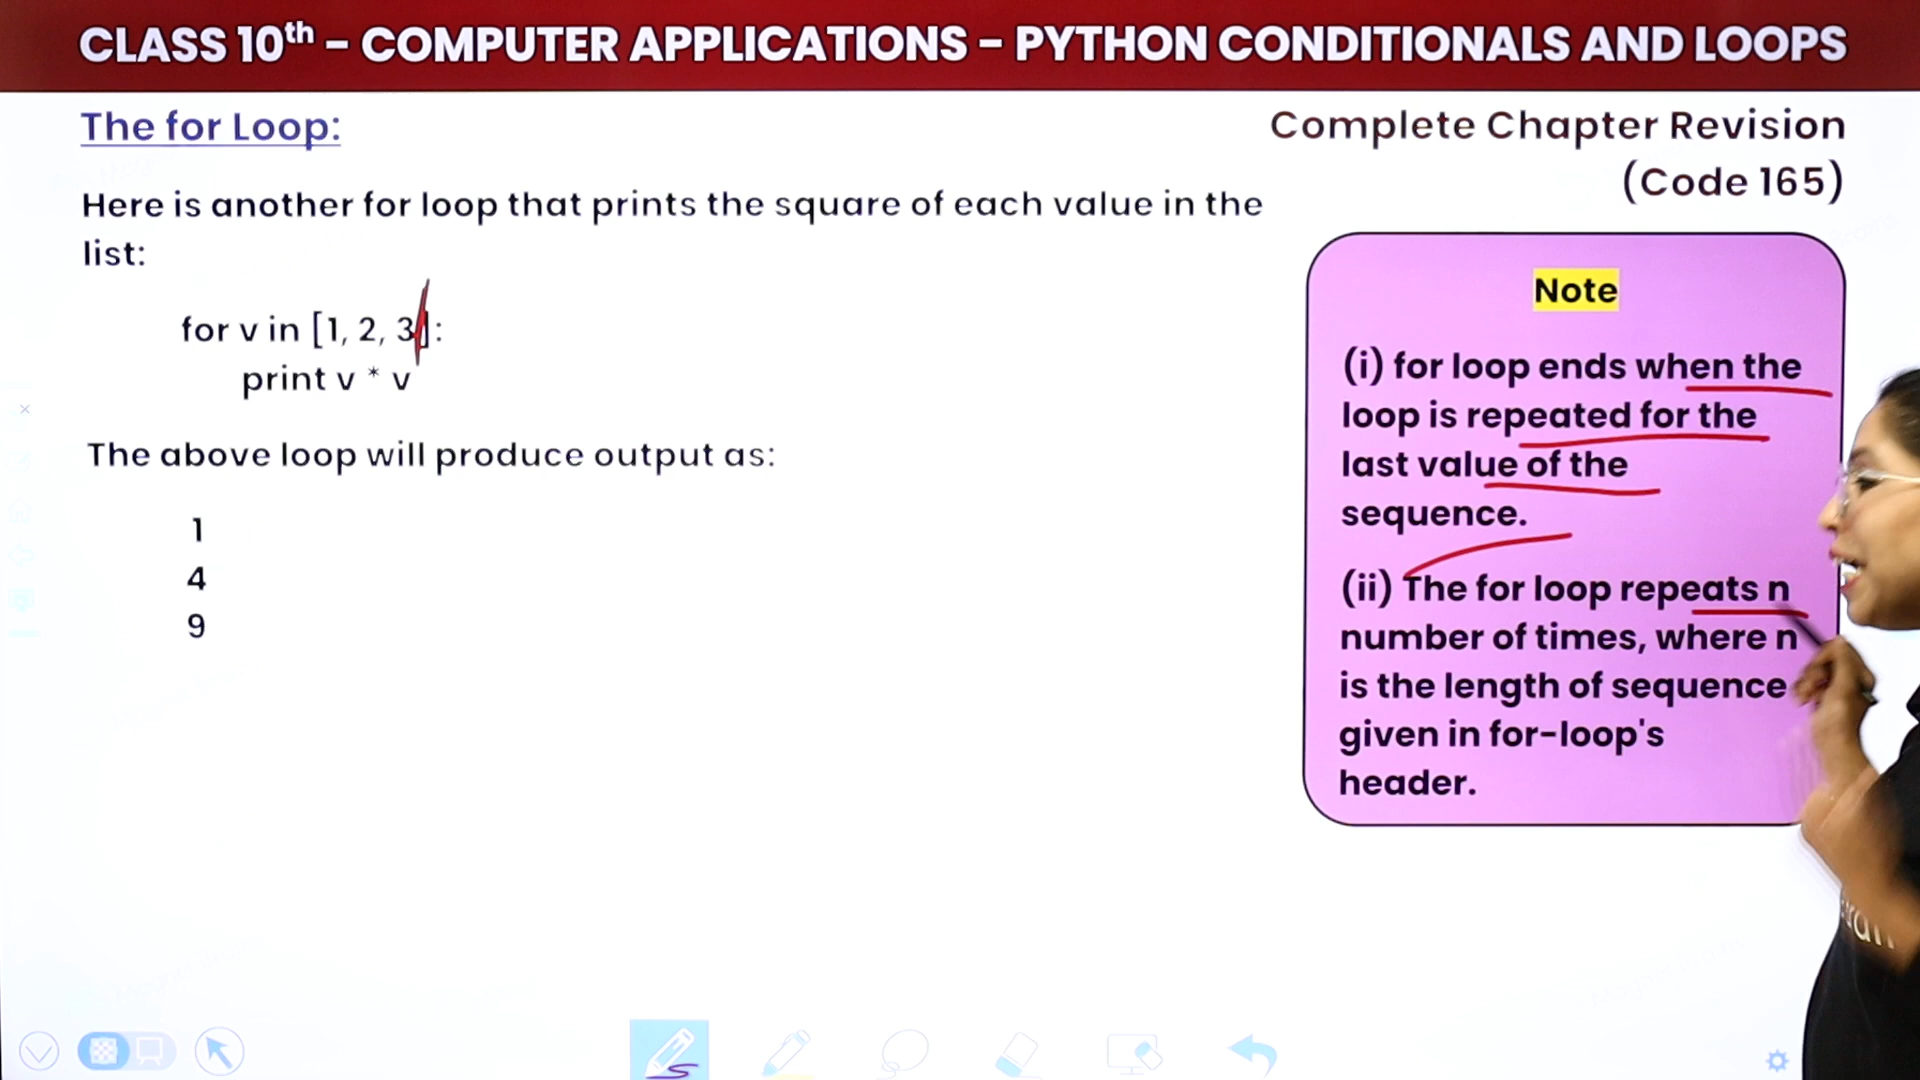 CLASS 10th – COMPUTER APPLICATIONS – PYTHON CONDITIONALS AND LOOPS
The for Loop:
Complete Chapter Revision
(Code 165)
Here is another for loop that prints the square of each value in the
list:
for v in [1, 2, 3]:
print v * v
The above loop will produce output as:
1
4
9
Note
(i) for loop ends when the
loop is repeated for the
last value of the
sequence.
(ii) The for loop repeats n
number of times, where n
is the length of sequence
given in for-loop's
header.